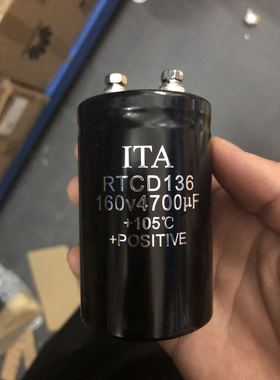 ITA
RTCD136
160v4700µF
+105℃
+POSITIVE